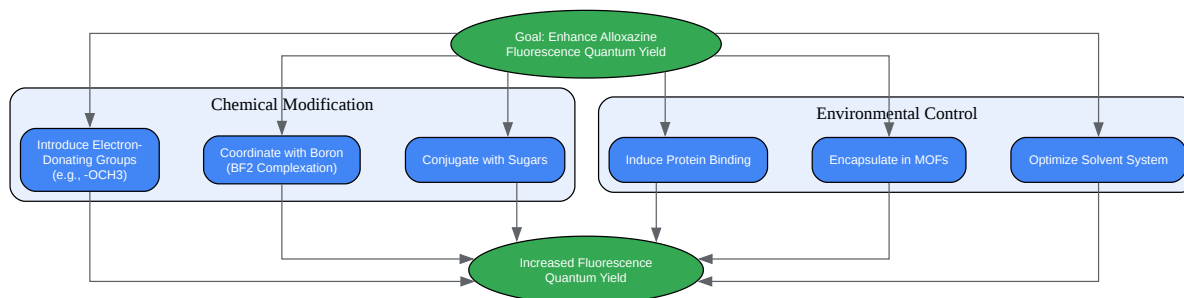 Goal: Enhance Alloxazine
Fluorescence Quantum Yield
Chemical Modification
Environmental Control
Introduce Electron-
Donating Groups
(e.g., -OCH3)
Coordinate with Boron
(BF2 Complexation)
Conjugate with Sugars
Induce Protein Binding
Encapsulate in MOFs
Optimize Solvent System
Increased Fluorescence
Quantum Yield